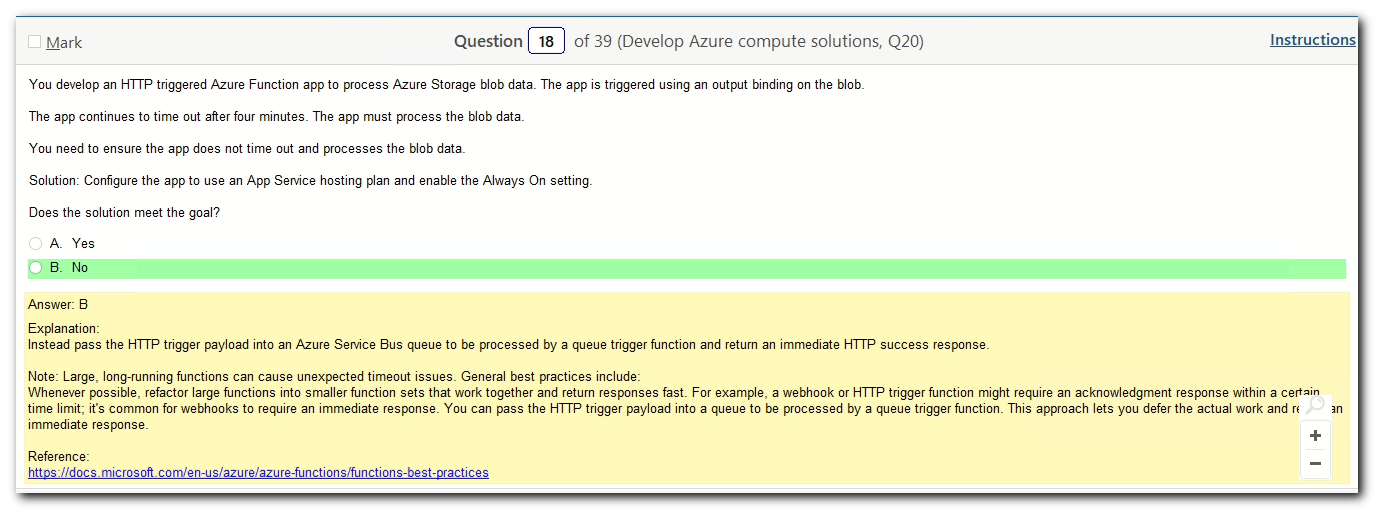 Mark
Question 18 of 39 (Develop Azure compute solutions, Q20)
Instructions
You develop an HTTP triggered Azure Function app to process Azure Storage blob data. The app is triggered using an output binding on the blob.
The app continues to time out after four minutes. The app must process the blob data.
You need to ensure the app does not time out and processes the blob data.
Solution: Configure the app to use an App Service hosting plan and enable the Always On setting.
Does the solution meet the goal?
A. Yes
B. No
Answer: B
Explanation:
Instead pass the HTTP trigger payload into an Azure Service Bus queue to be processed by a queue trigger function and return an immediate HTTP success response.
Note: Large, long-running functions can cause unexpected timeout issues. General best practices include:
Whenever possible, refactor large functions into smaller function sets that work together and return responses fast. For example, a webhook or HTTP trigger function might require an acknowledgment response within a certain
time limit; it's common for webhooks to require an immediate response. You can pass the HTTP trigger payload into a queue to be processed by a queue trigger function. This approach lets you defer the actual work and an
immediate response.
Reference:
https://docs.microsoft.com/en-us/azure/azure-functions/functions-best-practices
+
−